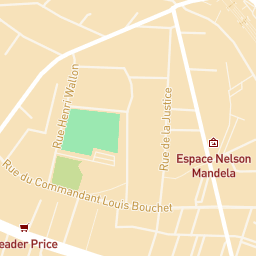 Rue Henri Wallon
Rue de la Justice
Espace Nelson
Mandela
Rue du Commandant Louis Bouchet
eader Price